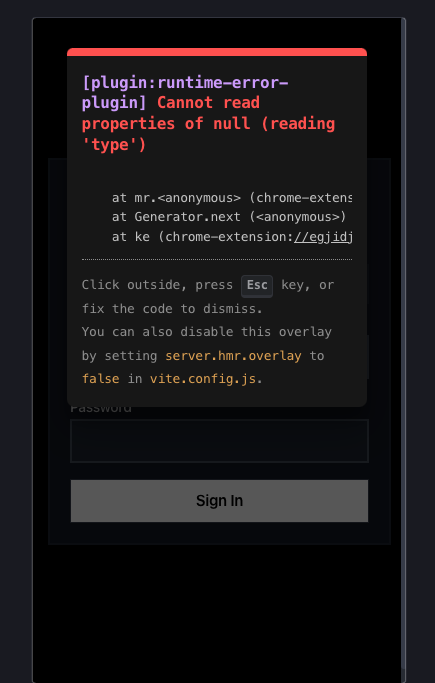 [plugin:runtime-error-
plugin] Cannot read
properties of null (reading
'type')
at mr.<anonymous> (chrome-extens
at Generator.next (<anonymous>)
at ke (chrome-extension://egjidj
Click outside, press Esc key, or
fix the code to dismiss.
You can also disable this overlay
by setting server.hmr.overlay to
false in vite.config.js.
Password
Sign In